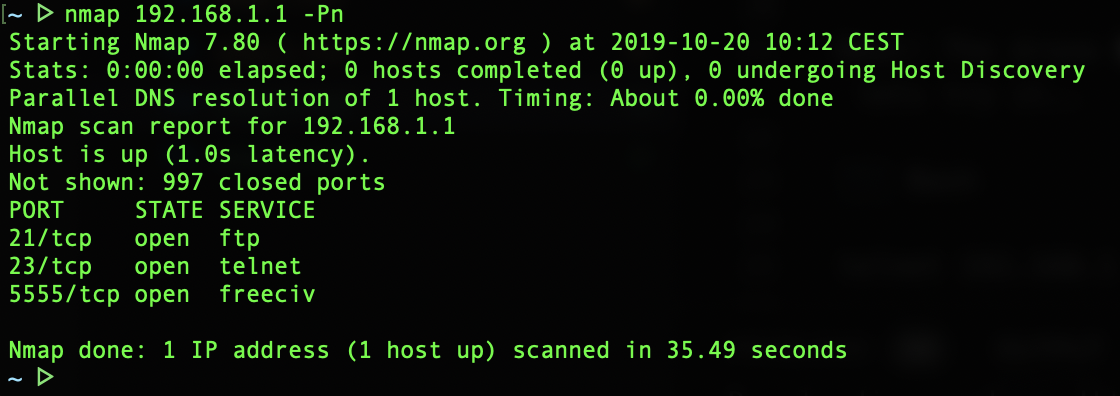 [~ ▷ nmap 192.168.1.1 -Pn
Starting Nmap 7.80 ( https://nmap.org ) at 2019-10-20 10:12 CEST
Stats: 0:00:00 elapsed; 0 hosts completed (0 up), 0 undergoing Host Discovery
Parallel DNS resolution of 1 host. Timing: About 0.00% done
Nmap scan report for 192.168.1.1
Host is up (1.0s latency).
Not shown: 997 closed ports
PORT     STATE SERVICE
21/tcp   open  ftp
23/tcp   open  telnet
5555/tcp open  freeciv
Nmap done: 1 IP address (1 host up) scanned in 35.49 seconds
~ ▷